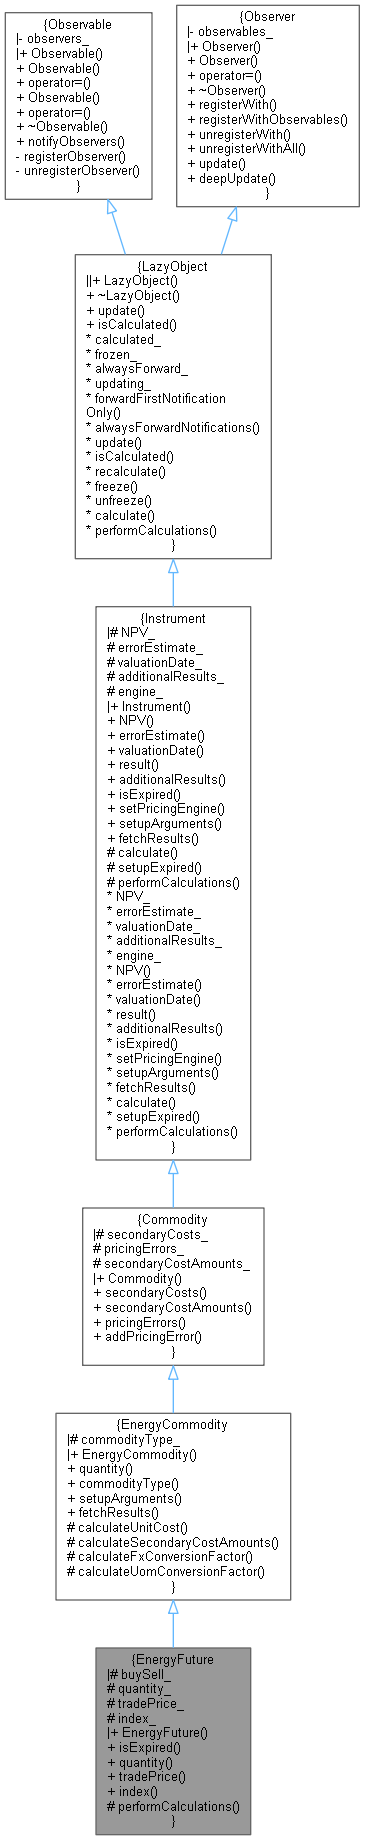 {Observable
|- observers_
|+ Observable()
+ Observable()
+ operator=()
+ Observable()
+ operator=()
+ ~Observable()
+ notifyObservers()
- registerObserver()
- unregisterObserver()
}
{Observer
|- observables_
|+ Observer()
+ Observer()
+ operator=()
+ ~Observer()
+ registerWith()
+ registerWithObservables()
+ unregisterWith()
+ unregisterWithAll()
+ update()
+ deepUpdate()
}
{LazyObject
||+ LazyObject()
+ ~LazyObject()
+ update()
+ isCalculated()
* calculated_
* frozen_
* alwaysForward_
* updating_
* forwardFirstNotification
Only()
* alwaysForwardNotifications()
* update()
* isCalculated()
* recalculate()
* freeze()
* unfreeze()
* calculate()
* performCalculations()
}
{Instrument
|# NPV_
# errorEstimate_
# valuationDate_
# additionalResults_
# engine_
|+ Instrument()
+ NPV()
+ errorEstimate()
+ valuationDate()
+ result()
+ additionalResults()
+ isExpired()
+ setPricingEngine()
+ setupArguments()
+ fetchResults()
# calculate()
# setupExpired()
# performCalculations()
* NPV_
* errorEstimate_
* valuationDate_
* additionalResults_
* engine_
* NPV()
* errorEstimate()
* valuationDate()
* result()
* additionalResults()
* isExpired()
* setPricingEngine()
* setupArguments()
* fetchResults()
* calculate()
* setupExpired()
* performCalculations()
}
{Commodity
|# secondaryCosts_
# pricingErrors_
# secondaryCostAmounts_
|+ Commodity()
+ secondaryCosts()
+ secondaryCostAmounts()
+ pricingErrors()
+ addPricingError()
}
{EnergyCommodity
|# commodityType_
|+ EnergyCommodity()
+ quantity()
+ commodityType()
+ setupArguments()
+ fetchResults()
# calculateUnitCost()
# calculateSecondaryCostAmounts()
# calculateFxConversionFactor()
# calculateUomConversionFactor()
}
{EnergyFuture
|# buySell_
# quantity_
# tradePrice_
# index_
|+ EnergyFuture()
+ isExpired()
+ quantity()
+ tradePrice()
+ index()
# performCalculations()
}